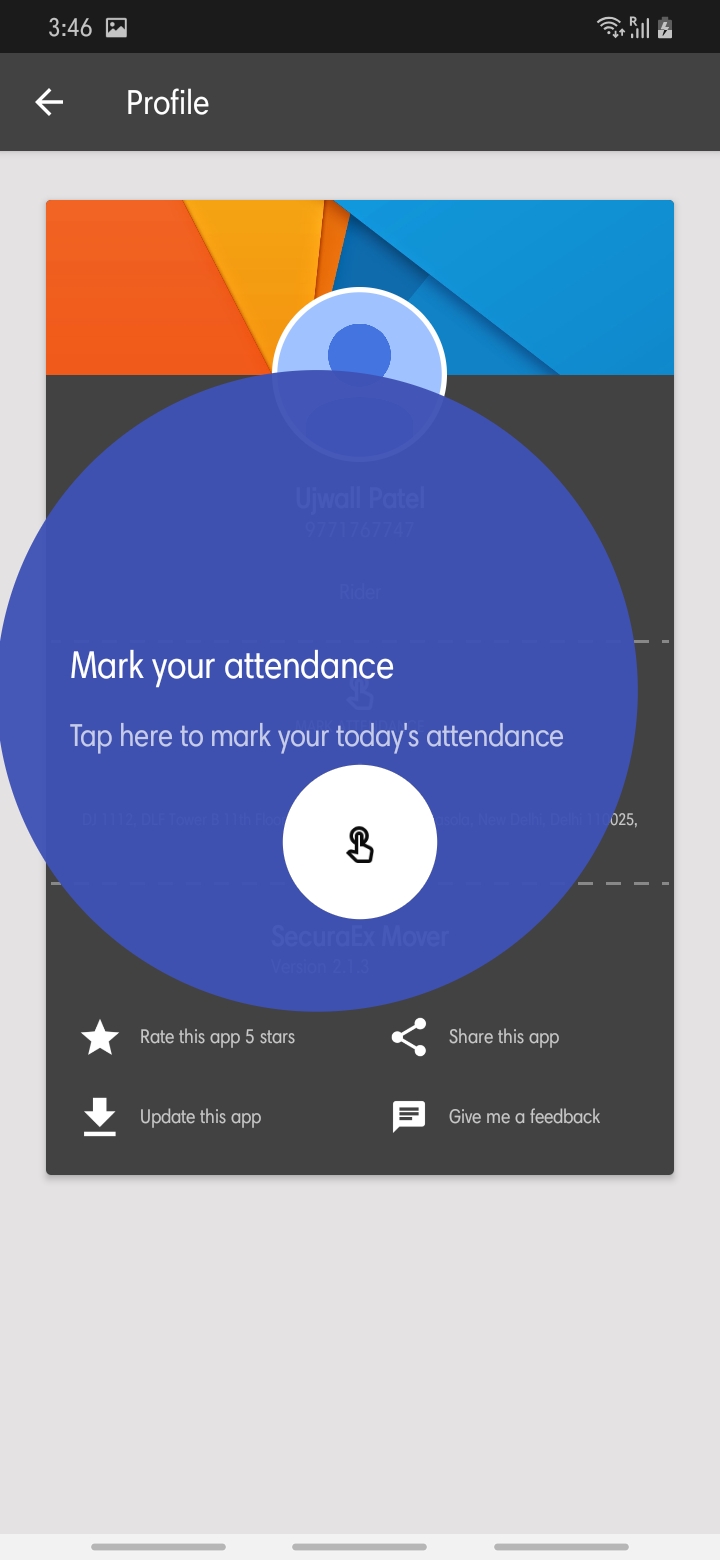 3:46
R
Profile
Ujwall Patel
9771767747
Rider
Mark your attendance
Tap here to mark your today's attendance
025,
SecuraEx Mover
Version 2.1.3
Rate this app 5 stars
Share this app
Update this app
Give me a feedback